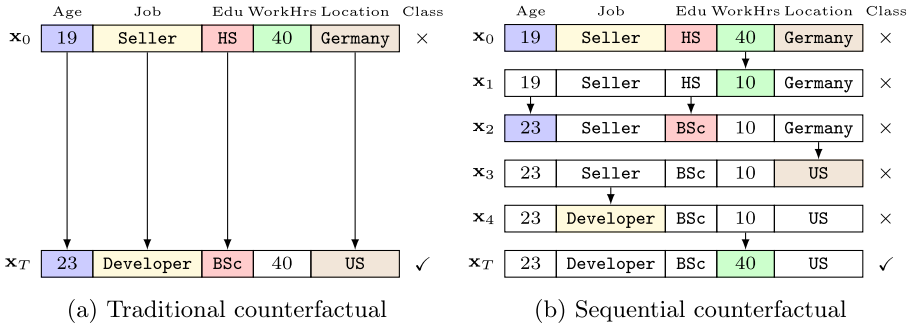 Age Job Edu WorkHrs Location Class
x0 19 Seller HS 40 Germany ×
xT 23 Developer BSc 40 US ✓
(a) Traditional counterfactual
Age Job Edu WorkHrs Location Class
x0 19 Seller HS 40 Germany ×
x1 19 Seller HS 10 Germany ×
x2 23 Seller BSc 10 Germany ×
x3 23 Seller BSc 10 US ×
x4 23 Developer BSc 10 US ×
xT 23 Developer BSc 40 US ✓
(b) Sequential counterfactual